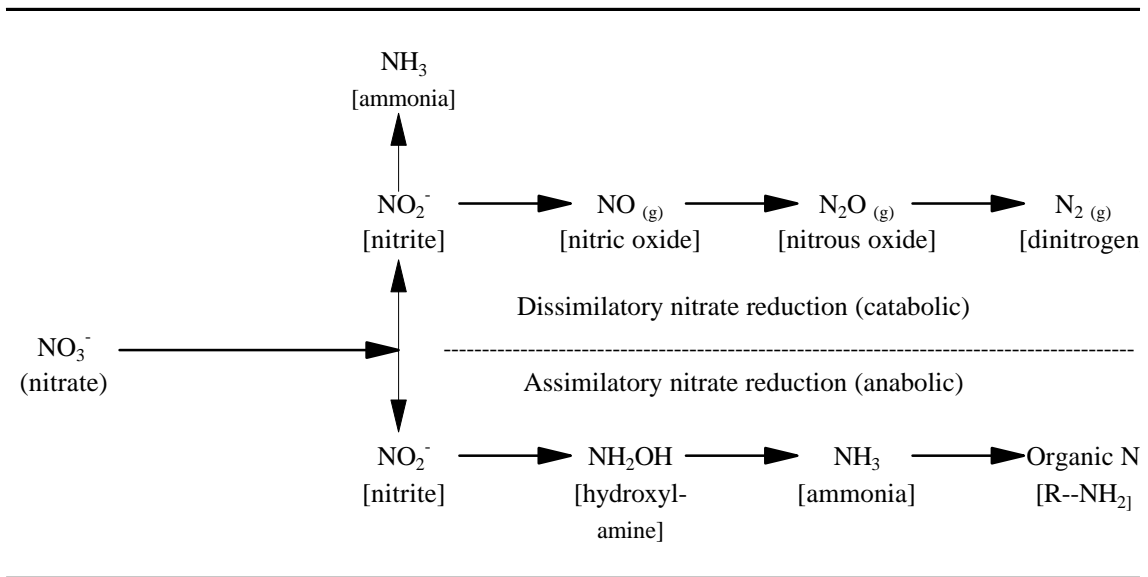 NH₃
[ammonia]
NO₂⁻ NO (g) N₂O (g) N₂ (g)
[nitrite] [nitric oxide] [nitrous oxide] [dinitrogen
Dissimilatory nitrate reduction (catabolic)
NO₃⁻
(nitrate)
Assimilatory nitrate reduction (anabolic)
NO₂⁻ NH₂OH NH₃ Organic N
[nitrite] [hydroxyl- [ammonia] [R--NH₂]
amine]